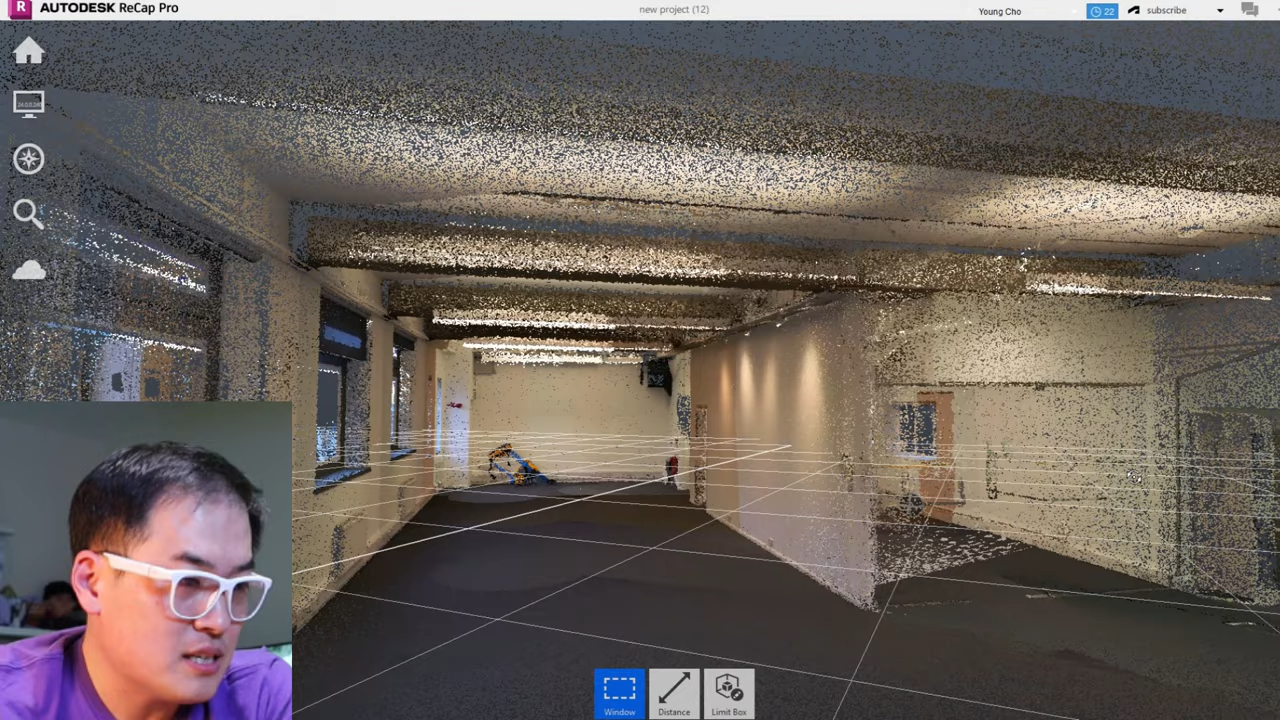 R AUTODESK ReCap Pro
new project (12)
Young Cho
22
subscribe
Window
Distance
Limit Box